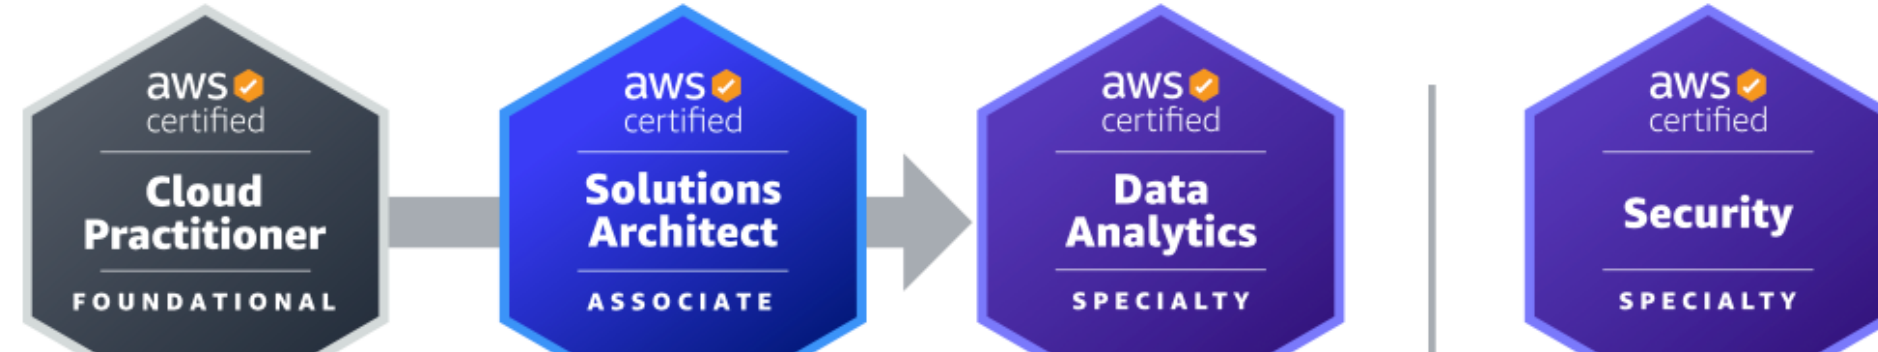 aws
certified
Cloud
Practitioner
FOUNDATIONAL
aws
certified
Solutions
Architect
ASSOCIATE
aws
certified
Data
Analytics
SPECIALTY
aws
certified
Security
SPECIALTY